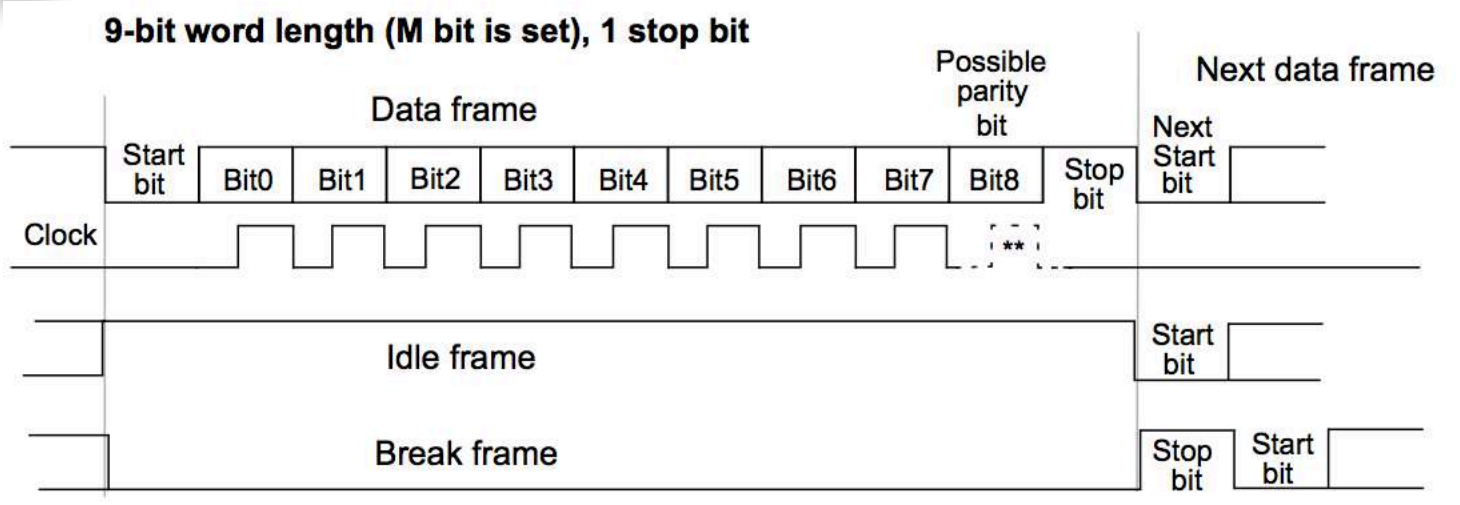 9-bit word length (M bit is set), 1 stop bit
Possible
parity
bit
Next data frame
Data frame
Next
Start
bit
Start
bit
Bit0
Bit1
Bit2
Bit3
Bit4
Bit5
Bit6
Bit7
Bit8
Stop
bit
Clock
**
Idle frame
Start
bit
Break frame
Stop
bit
Start
bit